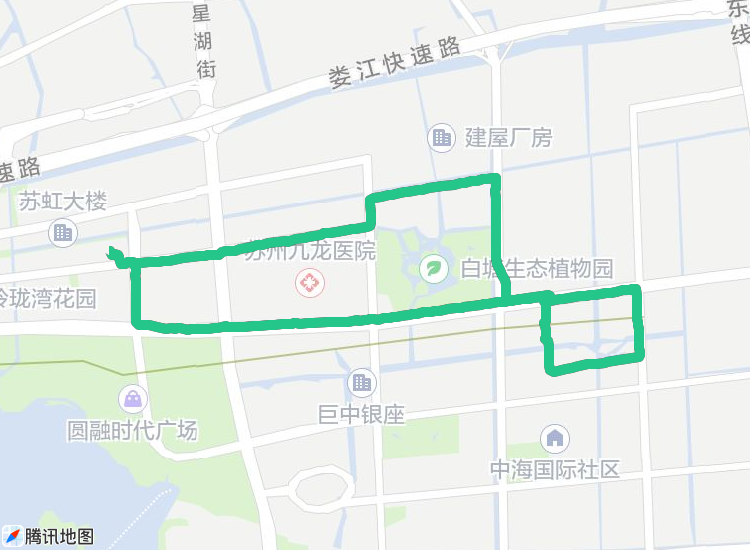 星湖街
东
线
娄江快速路
速路
建屋厂房
苏虹大楼
苏州九龙医院
白塘生态植物园
玲珑湾花园
圆融时代广场
巨中银座
中海国际社区
腾讯地图